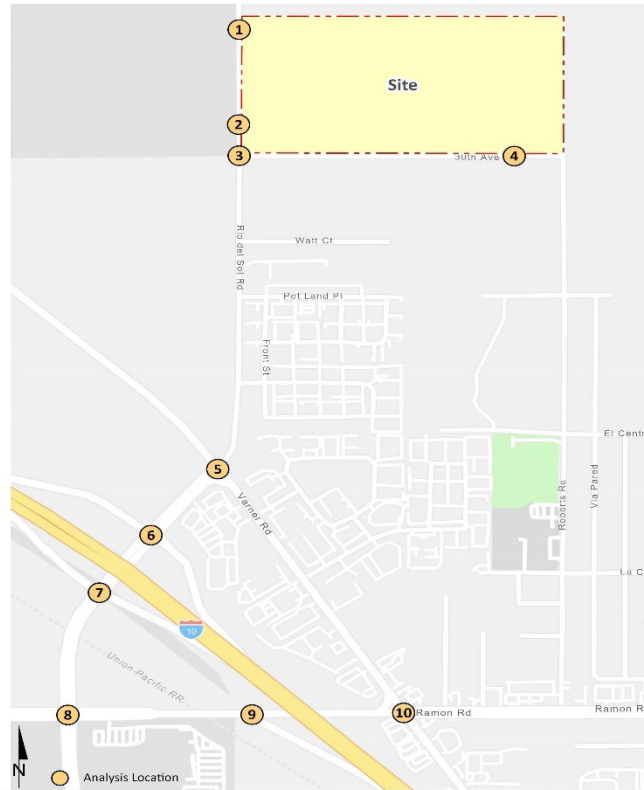 1
Site
2
3
4
30th Ave
Rio del Sol Rd
Watt Ct
Pot Land Pl
Front St
El Centr
5
Varner Rd
Roberts Rd
Via Pared
6
La C
7
10
Union Pacific RR
8
9
10
Ramon Rd
Ramon R
N
Analysis Location